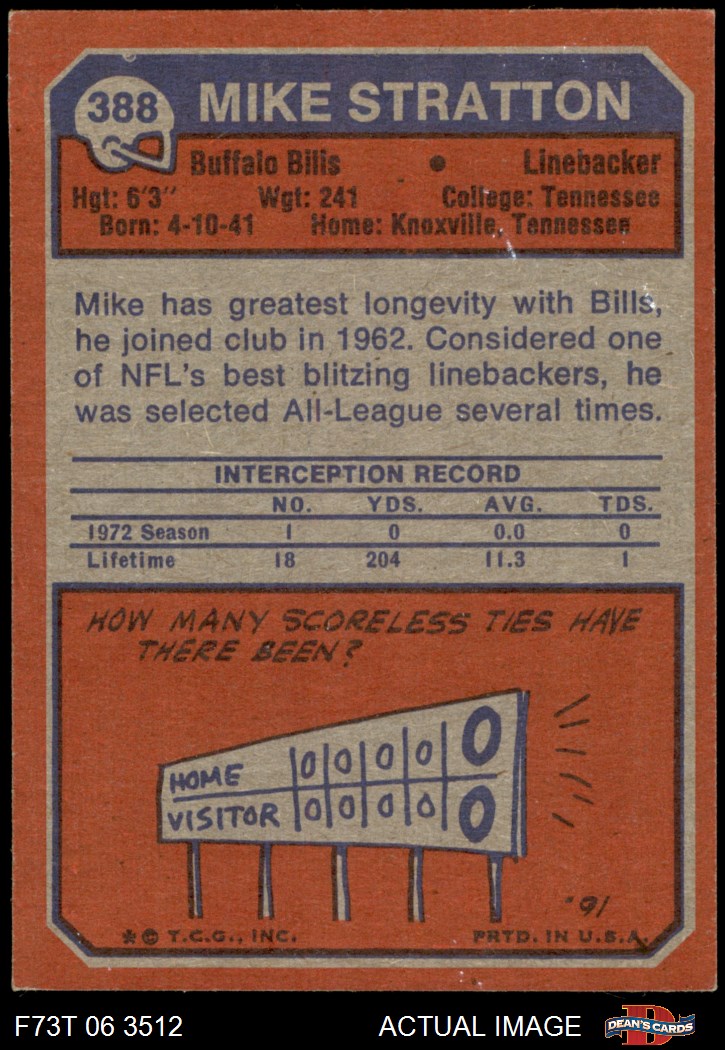 388 MIKE STRATTON
Buffalo Bills • Linebacker
Hgt: 6'3" Wgt: 241 College: Tennessee
Born: 4-10-41 Home: Knoxville, Tennessee
Mike has greatest longevity with Bills,
he joined club in 1962. Considered one
of NFL's best blitzing linebackers, he
was selected All-League several times.
INTERCEPTION RECORD
NO. YDS. AVG. TDS.
1972 Season 1 0 0.0 0
Lifetime 18 204 11.3 1
HOW MANY SCORELESS TIES HAVE
THERE BEEN?
HOME 0 0 0 0 0
VISITOR 0 0 0 0 0
* © T.C.G., INC. PRTD. IN U.S.A.
F73T 06 3512 ACTUAL IMAGE D DEAN'S CARDS